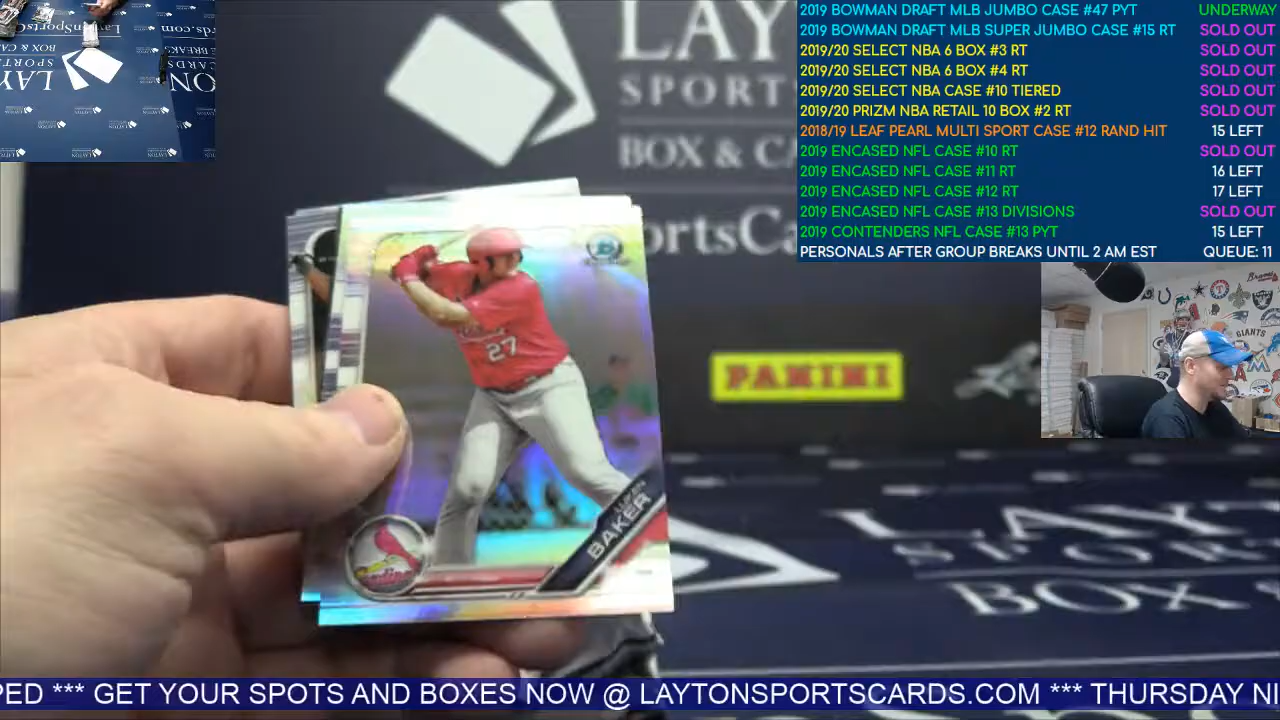 2019 BOWMAN DRAFT MLB JUMBO CASE #47 PYT UNDERWAY
2019 BOWMAN DRAFT MLB SUPER JUMBO CASE #15 RT SOLD OUT
2019/20 SELECT NBA 6 BOX #3 RT SOLD OUT
2019/20 SELECT NBA 6 BOX #4 RT SOLD OUT
2019/20 SELECT NBA CASE #10 TIERED SOLD OUT
2019/20 PRIZM NBA RETAIL 10 BOX #2 RT SOLD OUT
2018/19 LEAF PEARL MULTI SPORT CASE #12 RAND HIT 15 LEFT
2019 ENCASED NFL CASE #10 RT SOLD OUT
2019 ENCASED NFL CASE #11 RT 16 LEFT
2019 ENCASED NFL CASE #12 RT 17 LEFT
2019 ENCASED NFL CASE #13 DIVISIONS SOLD OUT
2019 CONTENDERS NFL CASE #13 PYT 15 LEFT
PERSONALS AFTER GROUP BREAKS UNTIL 2 AM EST QUEUE: 11
LAY
SPORTS
BOX & CA
ortsCa
PANINI
27
BAKER
LAYT
BOX
GIANTS
PED *** GET YOUR SPOTS AND BOXES NOW @ LAYTONSPORTSCARDS.COM *** THURSDAY NI